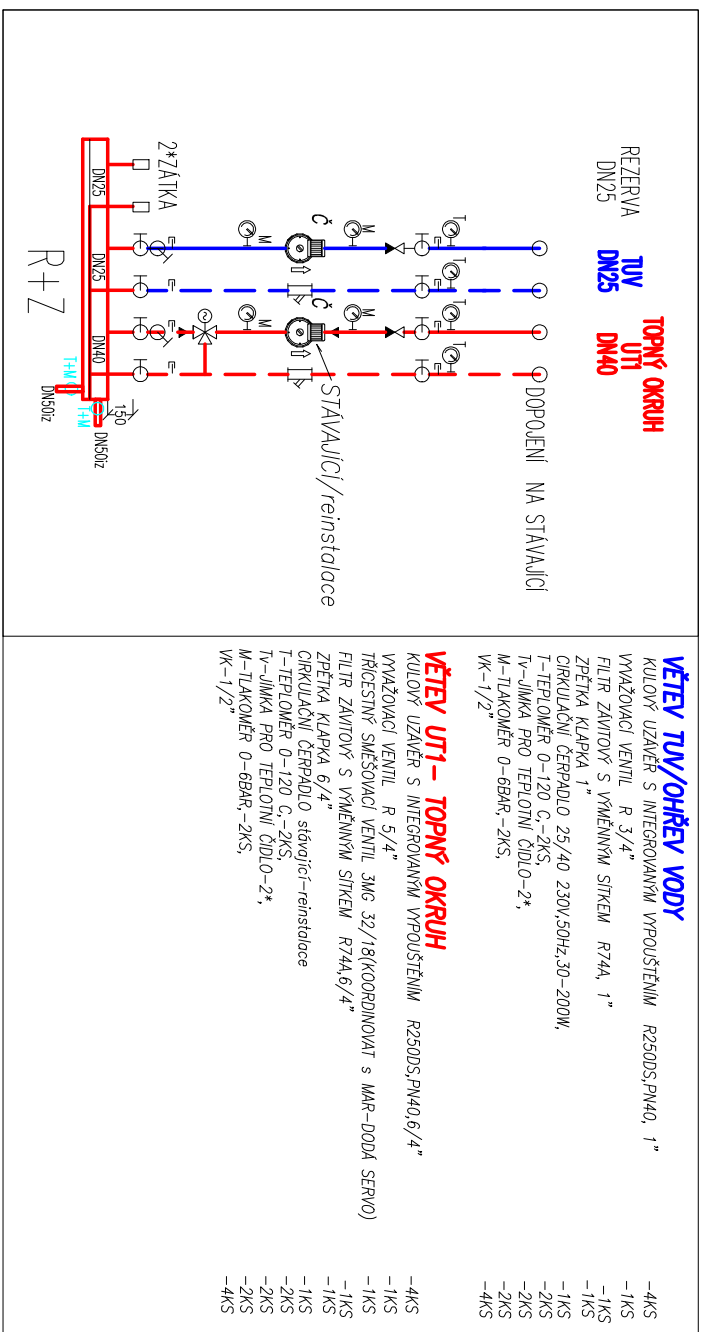 REZERVA
DN25
TUV
DN25
TOPNÝ OKRUH
UT1
DN40
DOPOJENÍ NA STÁVAJÍCÍ
T
T
T
T
M
M
Č
Č
M
M
STÁVAJÍCÍ/reinstalace
2*ZÁTKA
DN25
DN25
DN40
R+Z
150
T+M
T+M
DN50iz
DN50iz
VĚTEV TUV/OHŘEV VODY
KULOVÝ UZÁVĚR S INTEGROVANÝM VYPOUŠTĚNÍM R250DS,PN40, 1" -4KS
VYVAŽOVACÍ VENTIL R 3/4" -1KS
FILTR ZÁVITOVÝ S VÝMĚNNÝM SÍTKEM R74A, 1" -1KS
ZPĚTKA KLAPKA 1" -1KS
CIRKULAČNÍ ČERPADLO 25/40 230V,50Hz,30-200W, -1KS
T-TEPLOMĚR 0-120 C,-2KS, -2KS
Tv-JÍMKA PRO TEPLOTNÍ ČIDLO-2*, -2KS
M-TLAKOMĚR 0-6BAR,-2KS, -2KS
VK-1/2" -4KS
VĚTEV UT1- TOPNÝ OKRUH
KULOVÝ UZÁVĚR S INTEGROVANÝM VYPOUŠTĚNÍM R250DS,PN40,6/4" -4KS
VYVAŽOVACÍ VENTIL R 5/4" -1KS
TŘÍCESTNÝ SMĚŠOVACÍ VENTIL 3MG 32/18(KOORDINOVAT s MAR-DODÁ SERVO) -1KS
FILTR ZÁVITOVÝ S VÝMĚNNÝM SÍTKEM R74A,6/4" -1KS
ZPĚTKA KLAPKA 6/4" -1KS
CIRKULAČNÍ ČERPADLO stávající-reinstalace -1KS
T-TEPLOMĚR 0-120 C,-2KS, -2KS
Tv-JÍMKA PRO TEPLOTNÍ ČIDLO-2*, -2KS
M-TLAKOMĚR 0-6BAR,-2KS, -2KS
VK-1/2" -4KS